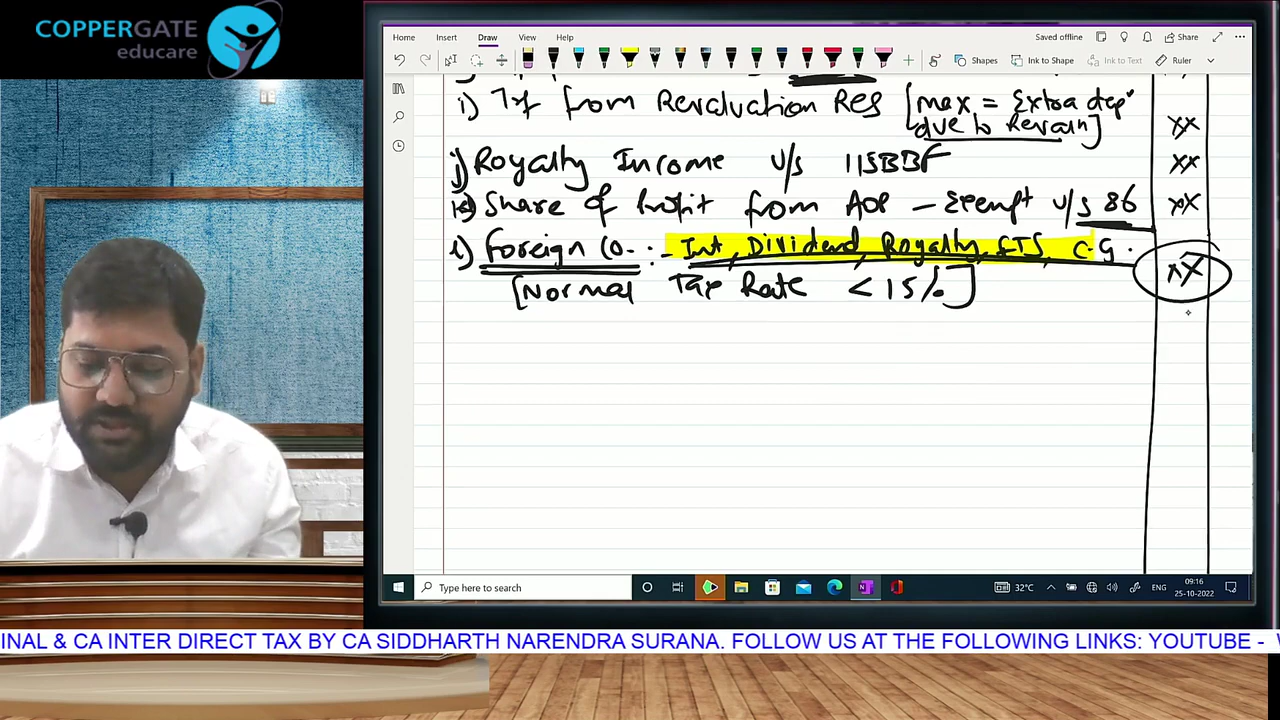 COPPERGATE
educare
Home Insert Draw View Help
Saved offline
Share
Shapes
Ink to Shape
Ink to Text
Ruler
i) Tf from Revaluation Res [max = Extra dep
due to Revaln] XX
j) Royalty Income u/s 115BBF XX
k) Share of Profit from AOP - Exempt u/s 86 XX
l) Foreign Co. :- Int, Dividend, Royalty, FTS, C.G. XX
[Normal Tax Rate < 15%]
Type here to search
32°C
ENG
09:16
25-10-2022
INAL & CA INTER DIRECT TAX BY CA SIDDHARTH NARENDRA SURANA. FOLLOW US AT THE FOLLOWING LINKS: YOUTUBE -